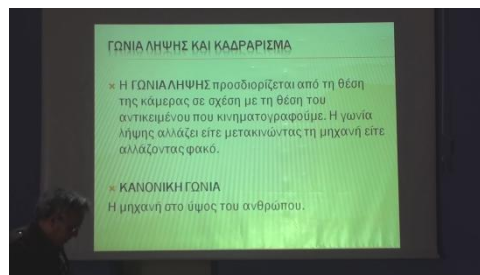 ΓΩΝΙΑ ΛΗΨΗΣ ΚΑΙ ΚΑΔΡΑΡΙΣΜΑ
Η ΓΩΝΙΑ ΛΗΨΗΣ προσδιορίζεται από τη θέση
της κάμερας σε σχέση με τη θέση του
αντικειμένου που κινηματογραφούμε. Η γωνία
λήψης αλλάζει είτε μετακινώντας τη μηχανή είτε
αλλάζοντας φακό.
ΚΑΝΟΝΙΚΗ ΓΩΝΙΑ
Η μηχανή στο ύψος του ανθρώπου.